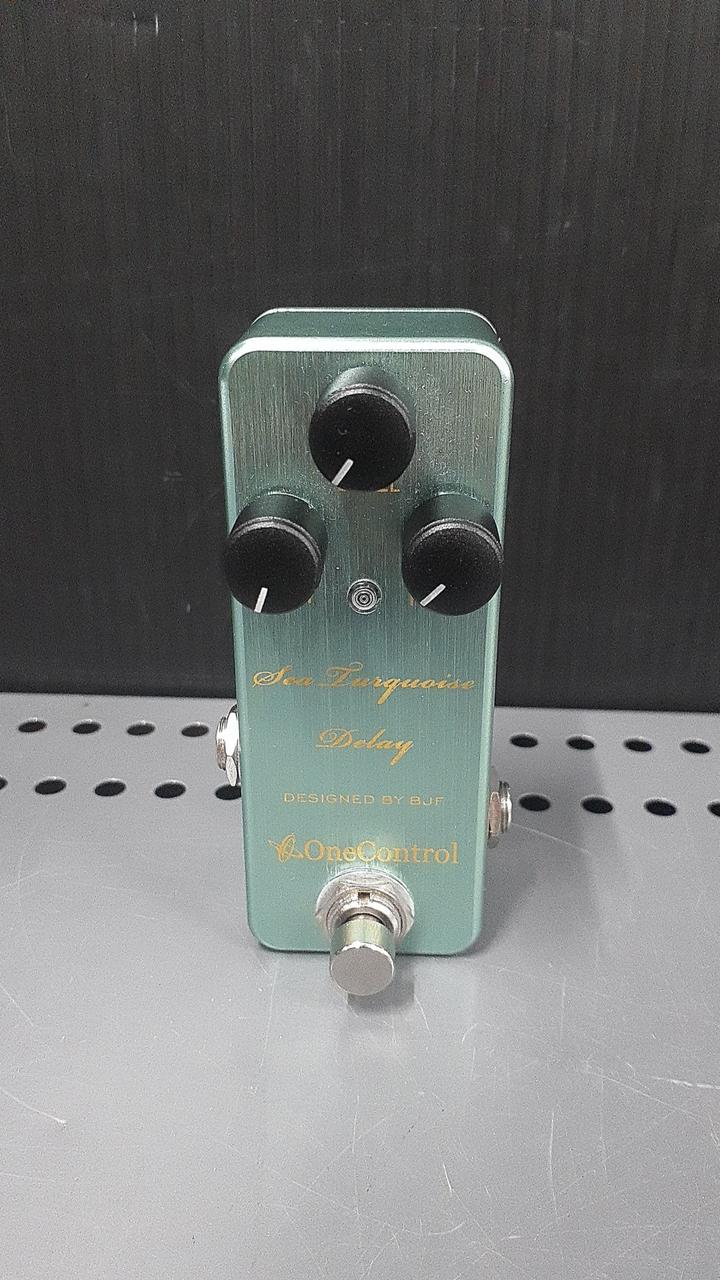 Sea Turquoise
Delay
DESIGNED BY BJF
OneControl